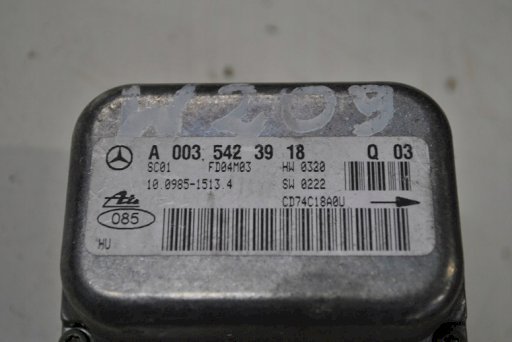 W209
A 003 542 39 18 Q 03
SC01 FD04M03 HW 0320
10.0985-1513.4 SW 0222
Ate CD74C18A0U
085
HU